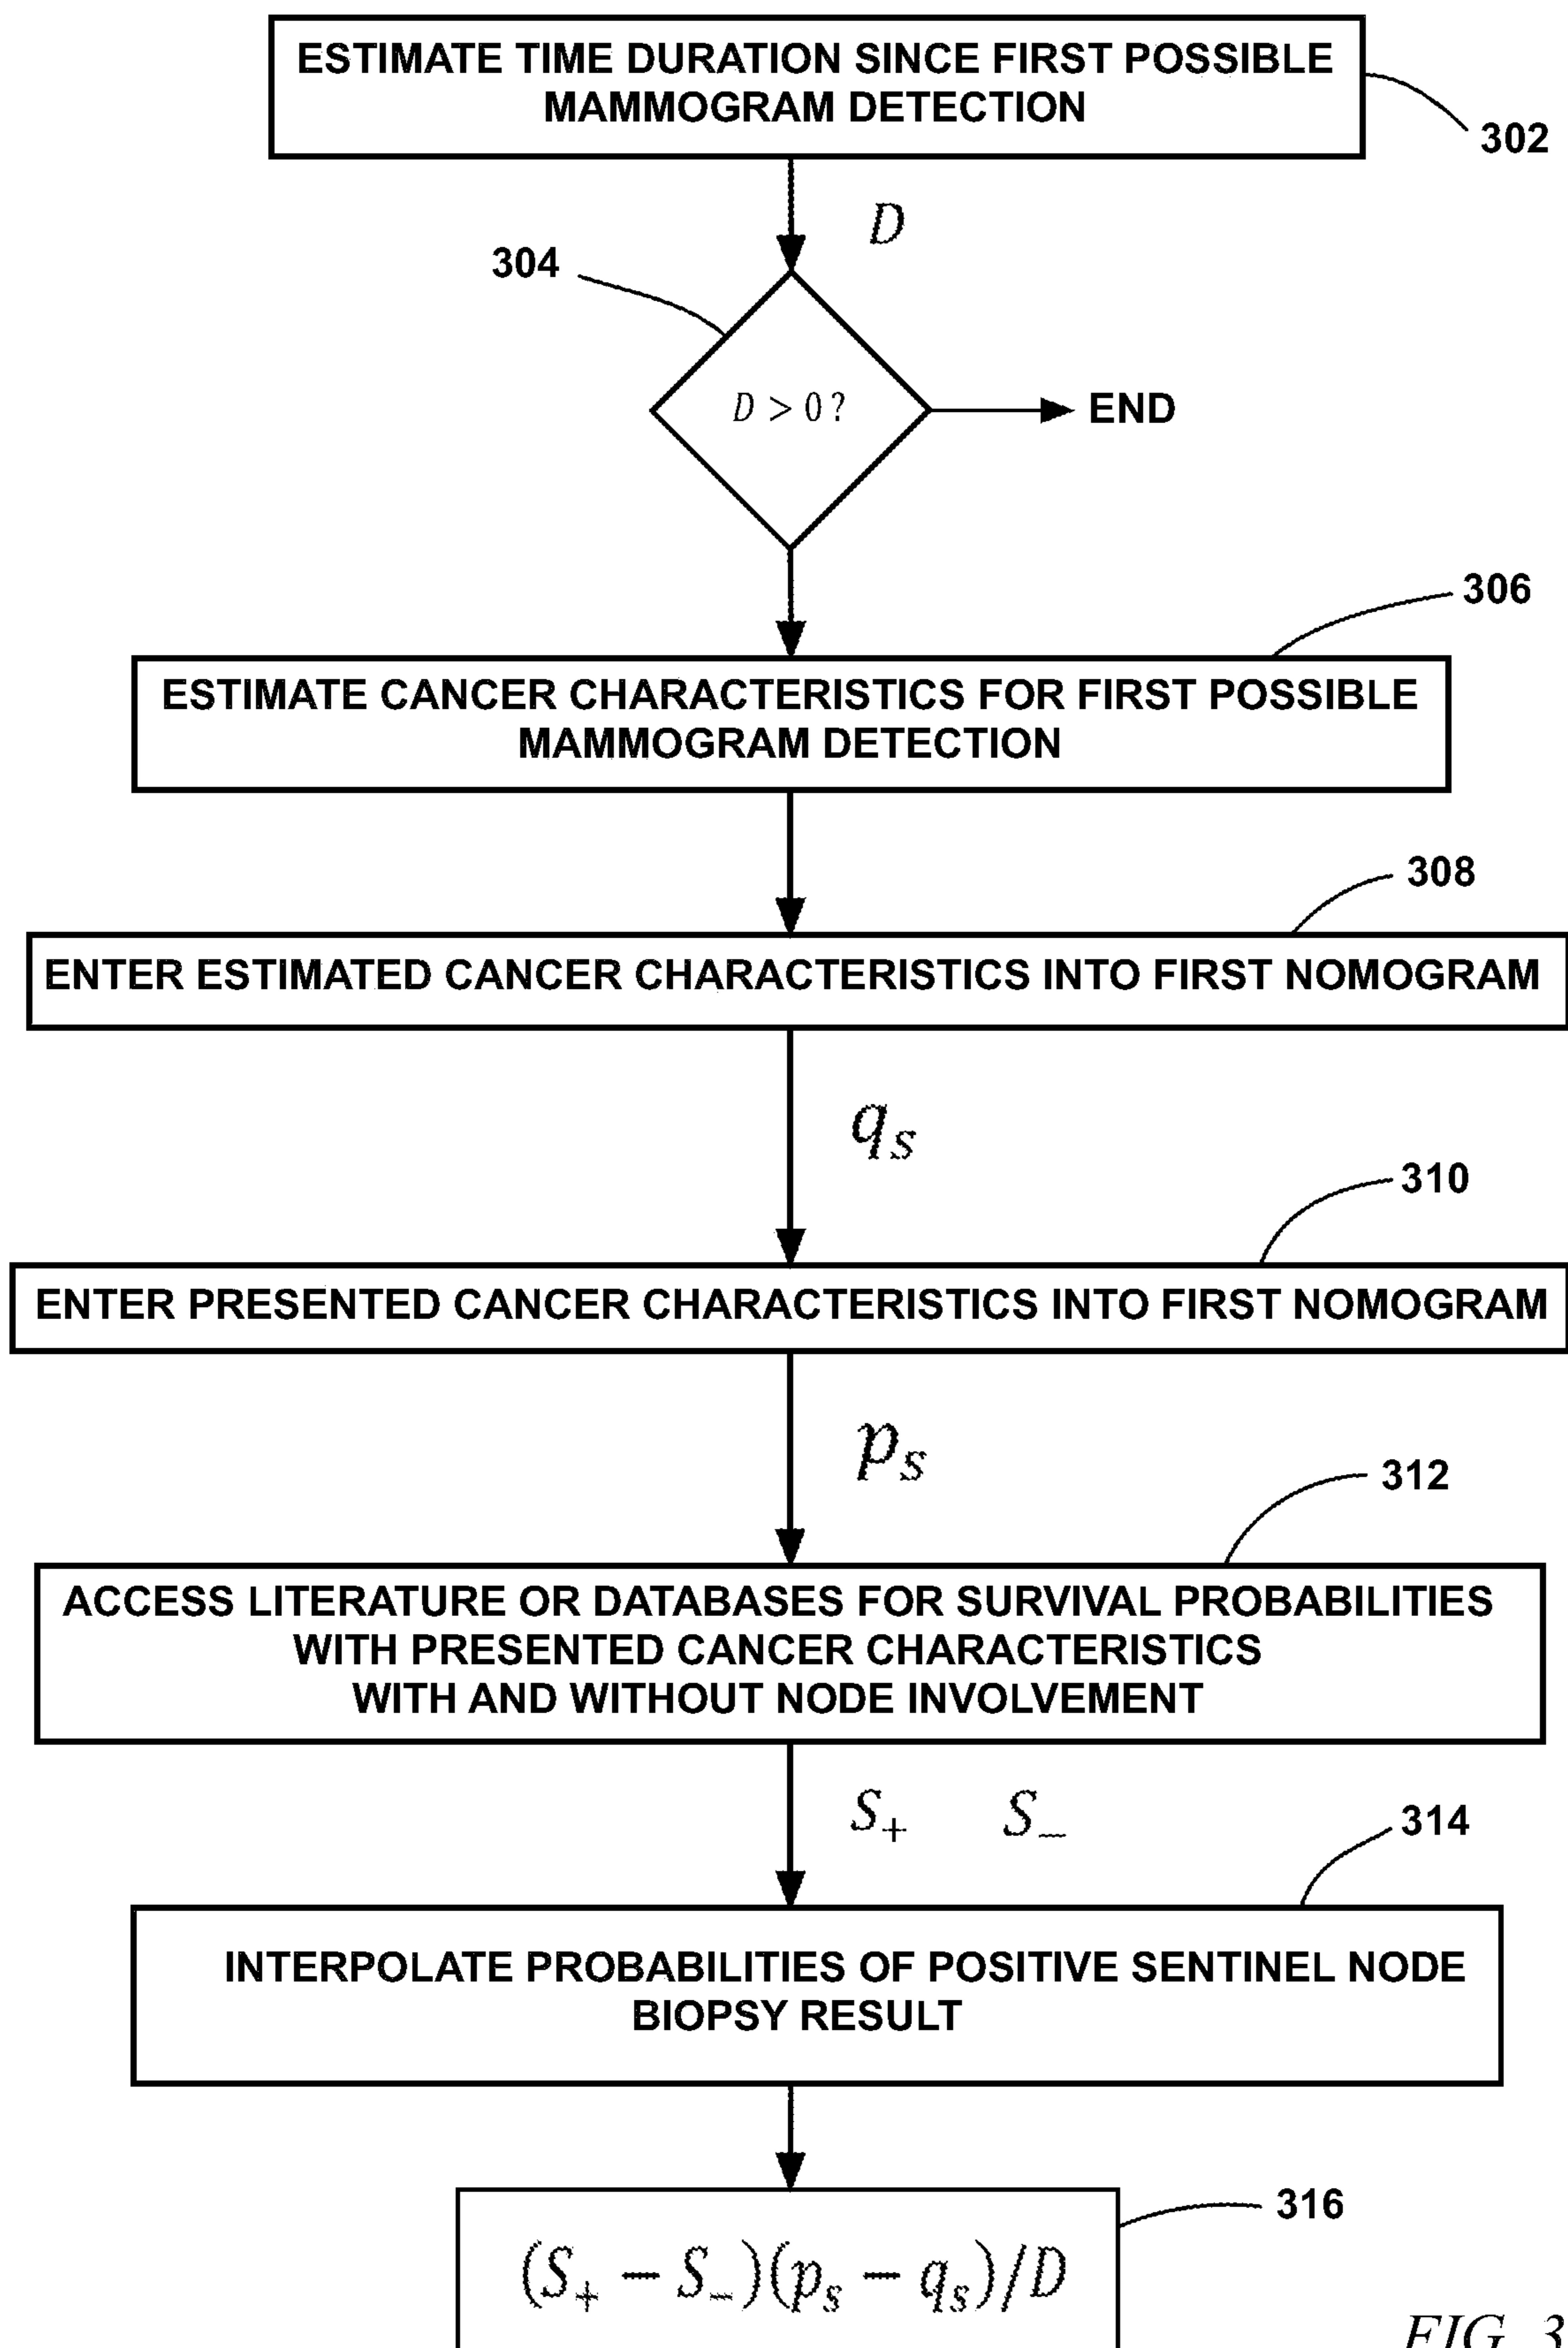 ESTIMATE TIME DURATION SINCE FIRST POSSIBLE
MAMMOGRAM DETECTION
302
D
304
D > 0 ?
END
306
ESTIMATE CANCER CHARACTERISTICS FOR FIRST POSSIBLE
MAMMOGRAM DETECTION
308
ENTER ESTIMATED CANCER CHARACTERISTICS INTO FIRST NOMOGRAM
q_s
310
ENTER PRESENTED CANCER CHARACTERISTICS INTO FIRST NOMOGRAM
p_s
312
ACCESS LITERATURE OR DATABASES FOR SURVIVAL PROBABILITIES
WITH PRESENTED CANCER CHARACTERISTICS
WITH AND WITHOUT NODE INVOLVEMENT
S_+ S_−
314
INTERPOLATE PROBABILITIES OF POSITIVE SENTINEL NODE
BIOPSY RESULT
316
(S_+ − S_−)(p_s − q_s)/D
FIG. 3